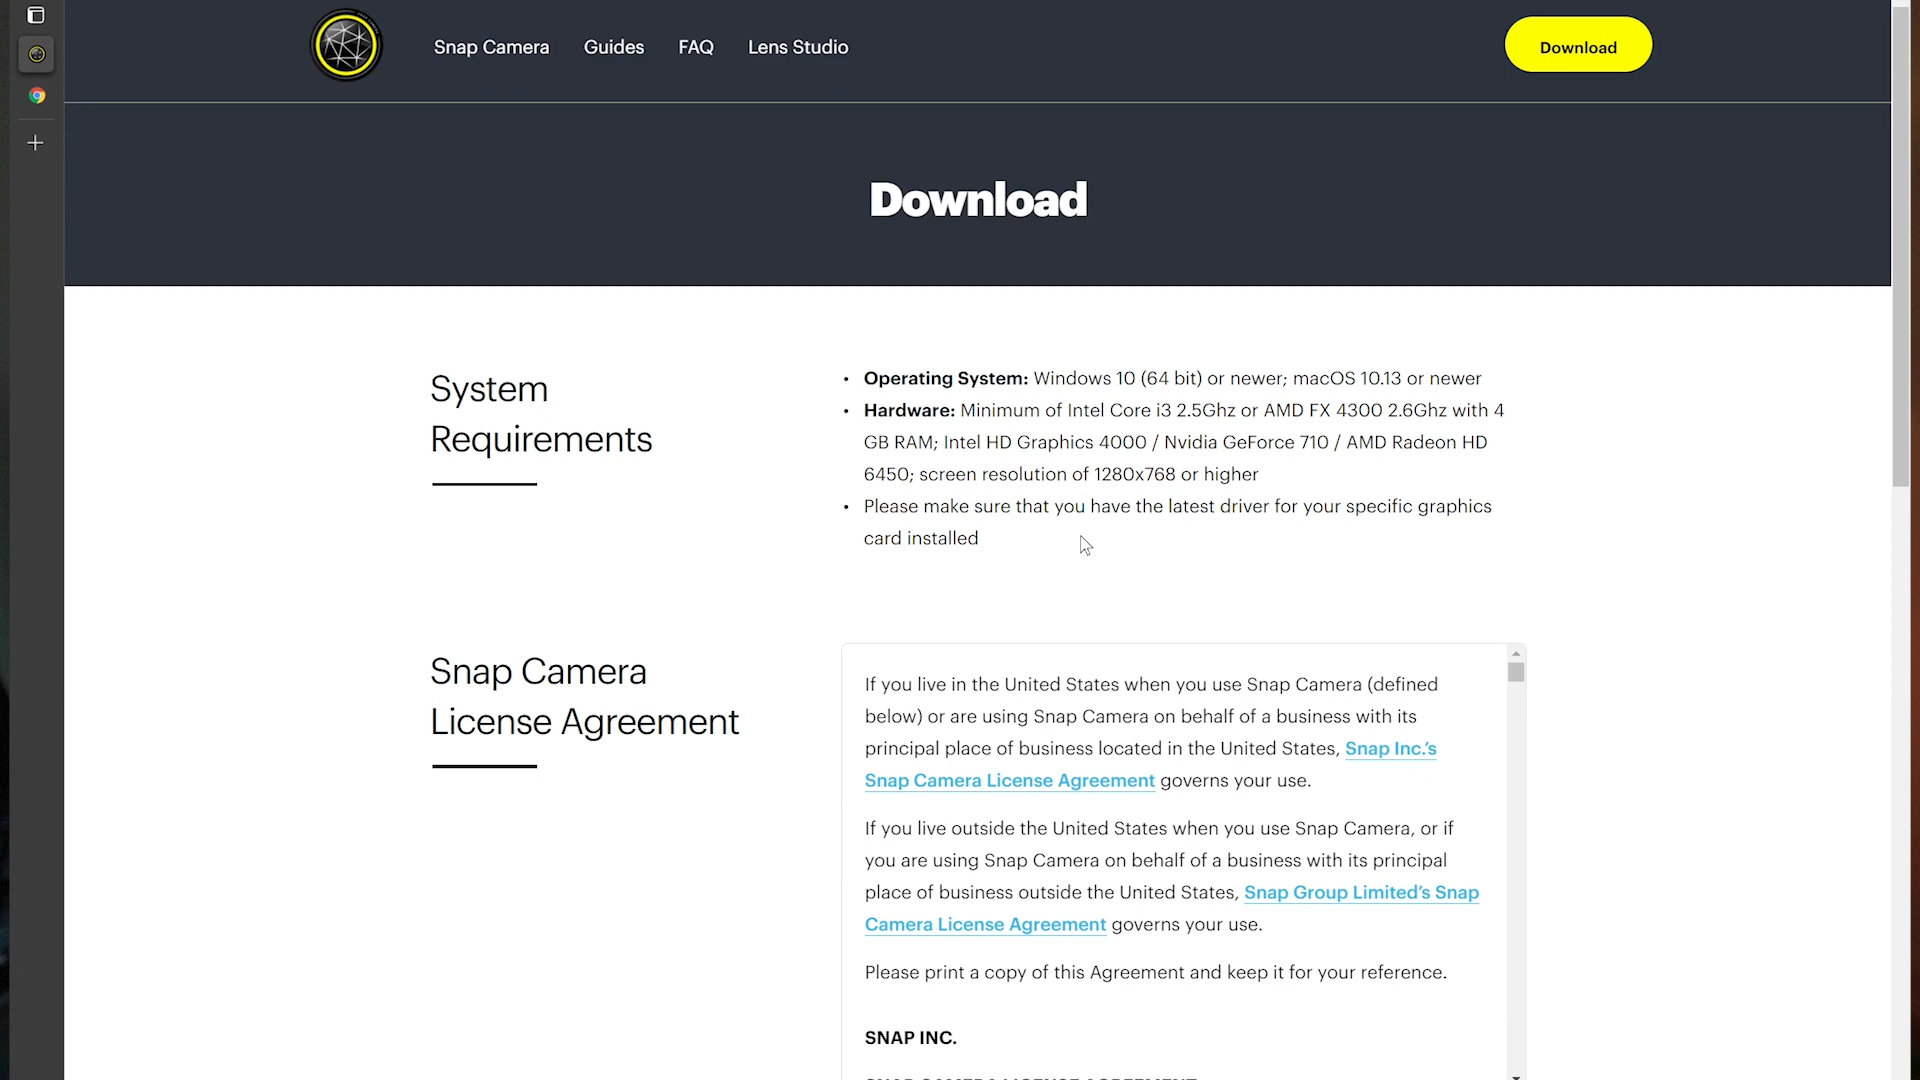 Snap Camera Guides FAQ Lens Studio Download
Download
System
Requirements
• Operating System: Windows 10 (64 bit) or newer; macOS 10.13 or newer
• Hardware: Minimum of Intel Core i3 2.5Ghz or AMD FX 4300 2.6Ghz with 4
GB RAM; Intel HD Graphics 4000 / Nvidia GeForce 710 / AMD Radeon HD
6450; screen resolution of 1280x768 or higher
• Please make sure that you have the latest driver for your specific graphics
card installed
Snap Camera
License Agreement
If you live in the United States when you use Snap Camera (defined
below) or are using Snap Camera on behalf of a business with its
principal place of business located in the United States, Snap Inc.’s
Snap Camera License Agreement governs your use.
If you live outside the United States when you use Snap Camera, or if
you are using Snap Camera on behalf of a business with its principal
place of business outside the United States, Snap Group Limited’s Snap
Camera License Agreement governs your use.
Please print a copy of this Agreement and keep it for your reference.
SNAP INC.
SNAP CAMERA LICENSE AGREEMENT